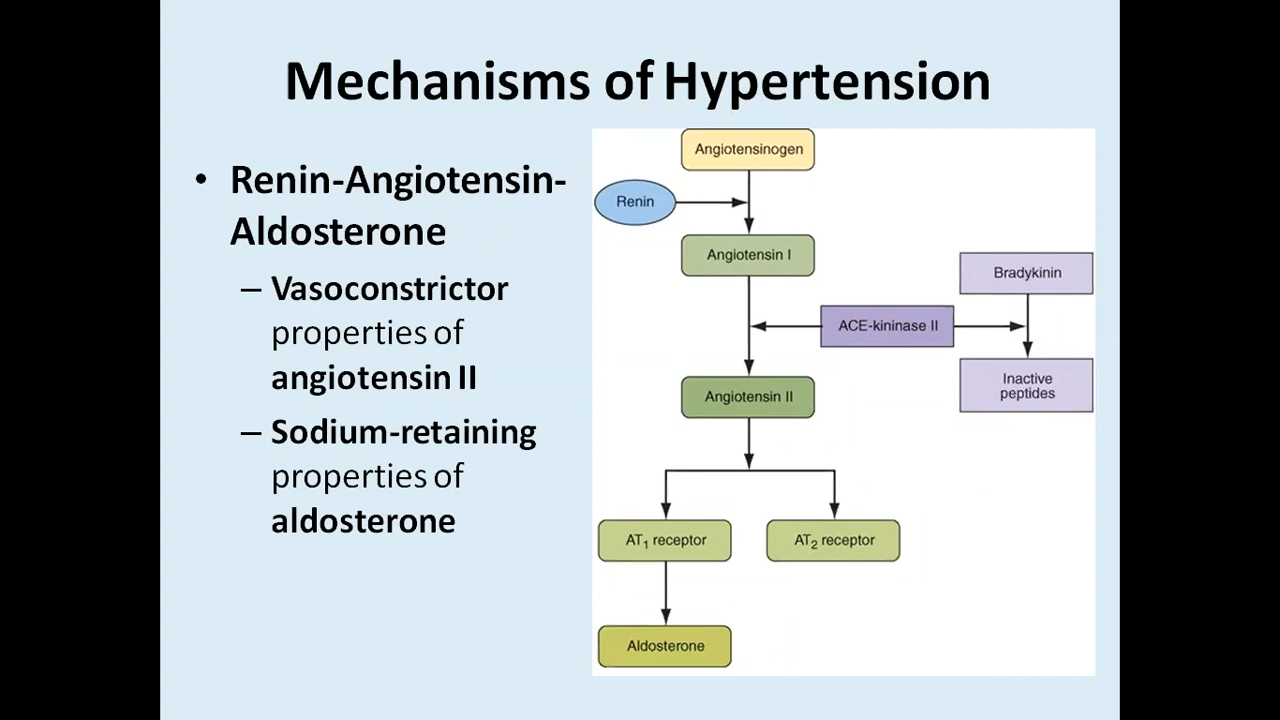 Mechanisms of Hypertension
• Renin-Angiotensin-
Aldosterone
– Vasoconstrictor
properties of
angiotensin II
– Sodium-retaining
properties of
aldosterone
Angiotensinogen
Renin
Angiotensin I
Bradykinin
ACE-kininase II
Inactive
peptides
Angiotensin II
AT₁ receptor
AT₂ receptor
Aldosterone